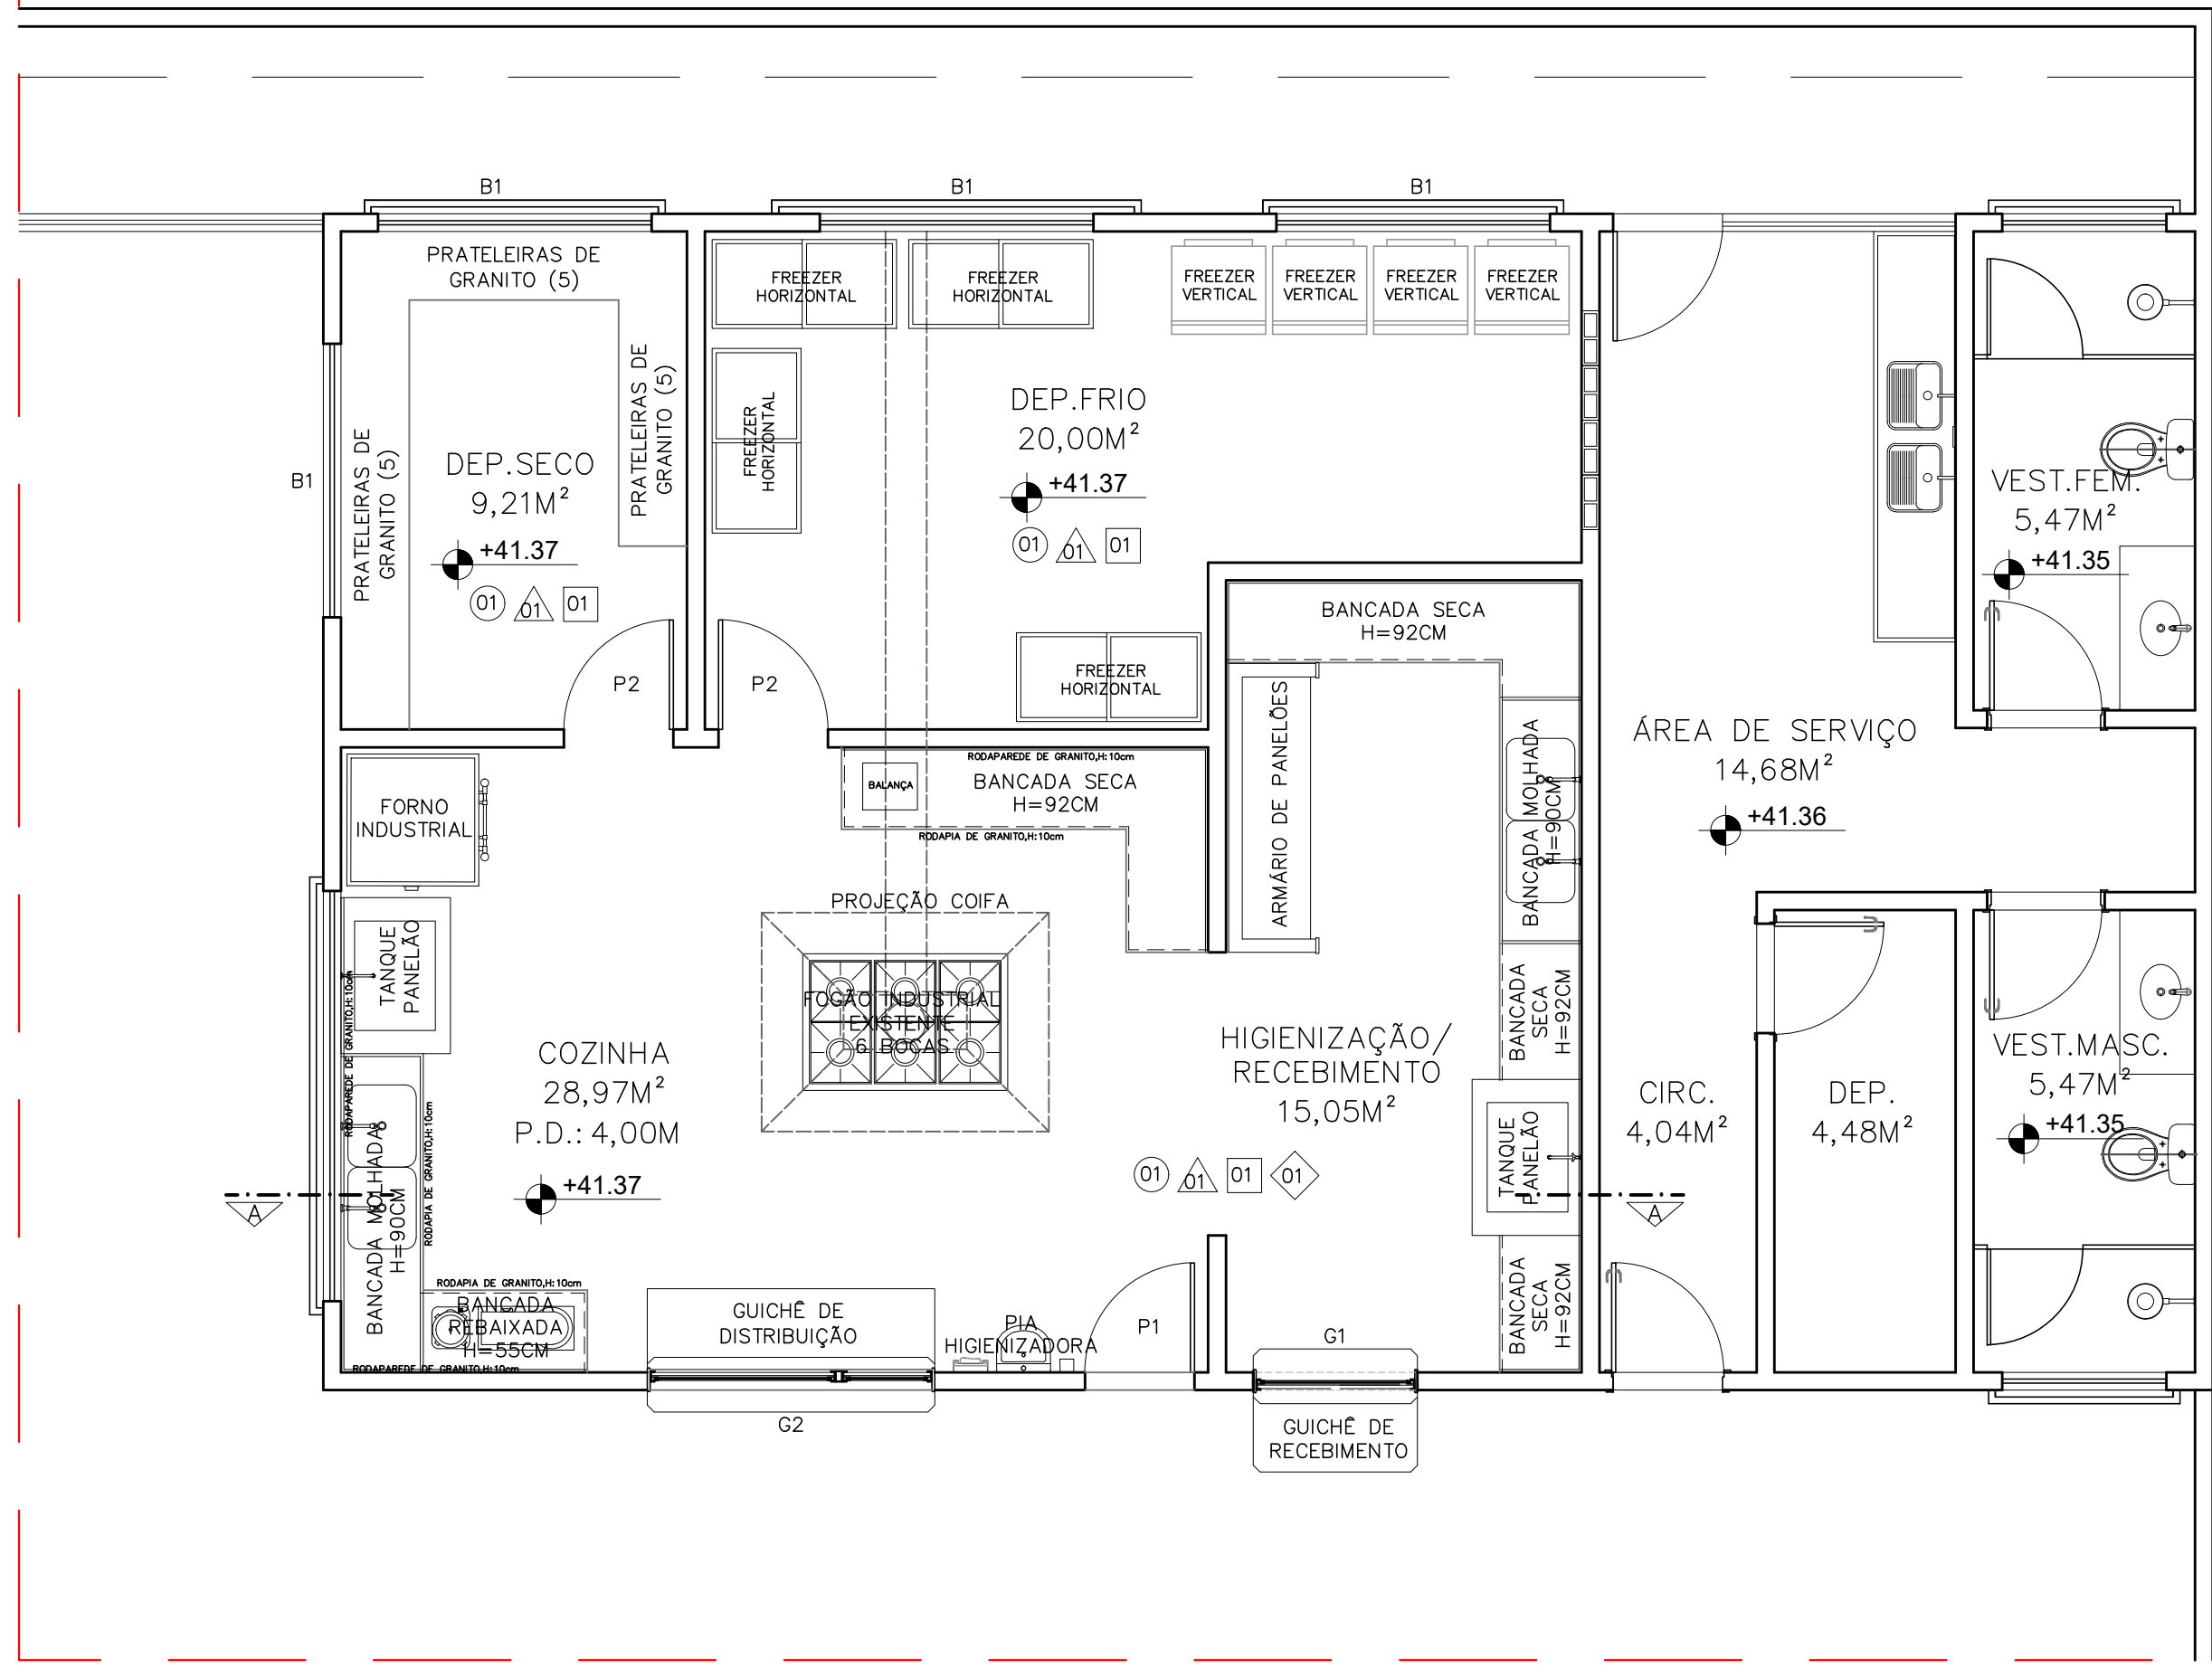 B1
B1
B1
PRATELEIRAS DE
GRANITO (5)
FREEZER
HORIZONTAL
FREEZER
HORIZONTAL
FREEZER
VERTICAL
FREEZER
VERTICAL
FREEZER
VERTICAL
FREEZER
VERTICAL
B1
PRATELEIRAS DE
GRANITO (5)
DEP.SECO
9,21M²
+41.37
01
01
01
PRATELEIRAS DE
GRANITO (5)
FREEZER
HORIZONTAL
DEP.FRIO
20,00M²
+41.37
01
01
01
VEST.FEM.
5,47M²
+41.35
P2
P2
FREEZER
HORIZONTAL
BANCADA SECA
H=92CM
ARMÁRIO DE PANELÕES
BANCADA MOLHADA
H=90CM
ÁREA DE SERVIÇO
14,68M²
+41.36
FORNO
INDUSTRIAL
RODAPAREDE DE GRANITO,H:10cm
BALANÇA
BANCADA SECA
H=92CM
RODAPIA DE GRANITO,H:10cm
PROJEÇÃO COIFA
TANQUE
PANELÃO
RODAPAREDE DE GRANITO,H:10cm
FOGÃO INDUSTRIAL
EXISTENTE
6 BOCAS
BANCADA
SECA
H=92CM
COZINHA
28,97M²
P.D.: 4,00M
+41.37
HIGIENIZAÇÃO/
RECEBIMENTO
15,05M²
01
01
01
01
TANQUE
PANELÃO
CIRC.
4,04M²
DEP.
4,48M²
VEST.MASC.
5,47M²
+41.35
A
A
BANCADA MOLHADA
H=90CM
RODAPIA DE GRANITO,H:10cm
RODAPIA DE GRANITO,H:10cm
BANCADA
REBAIXADA
H=55CM
RODAPAREDE DE GRANITO,H:10cm
GUICHÊ DE
DISTRIBUIÇÃO
PIA
HIGIENIZADORA
P1
G1
BANCADA
SECA
H=92CM
G2
GUICHÊ DE
RECEBIMENTO